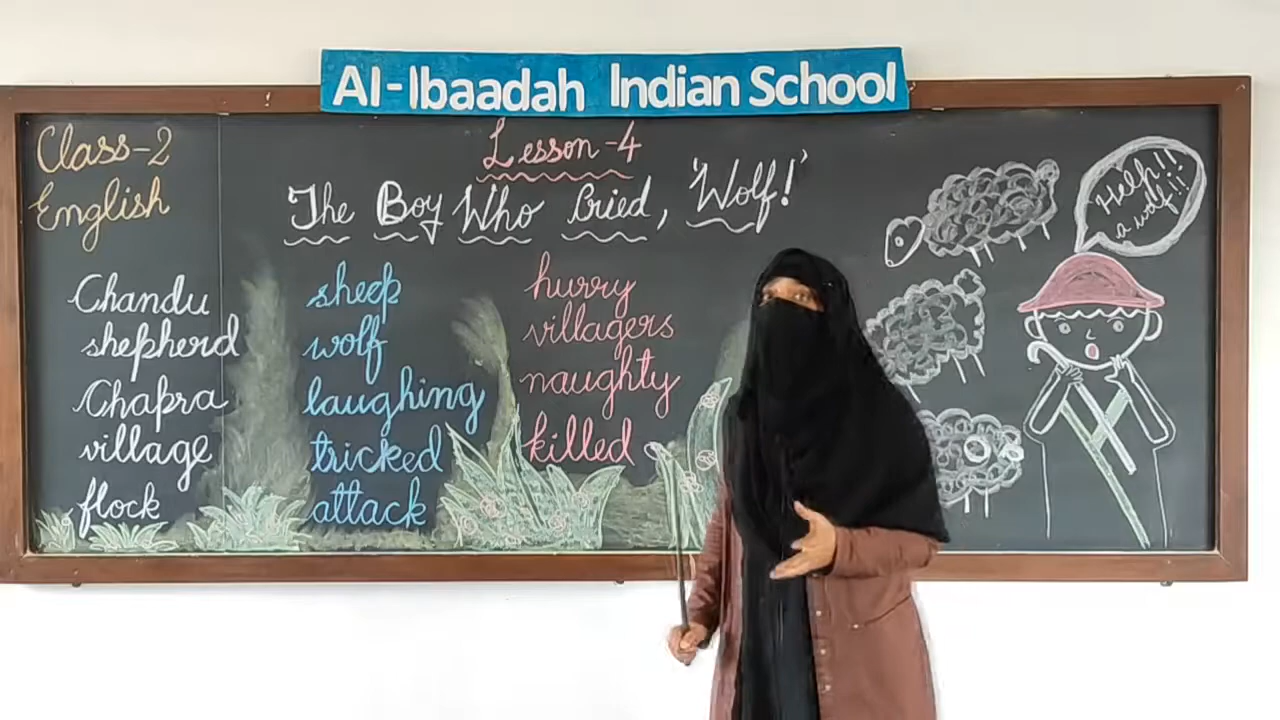 Al-Ibaadah Indian School
Class-2
English
Lesson-4
The Boy Who Cried, 'Wolf!'
Chandu
shepherd
Chapra
village
flock
sheep
wolf
laughing
tricked
attack
hurry
villagers
naughty
killed
Help!!
a wolf!!